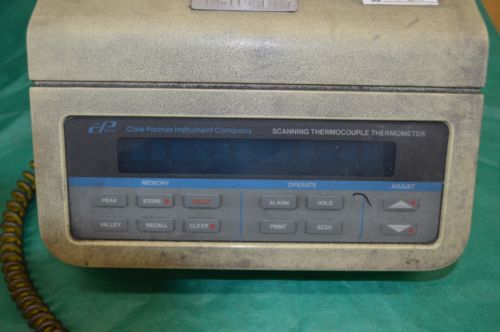 Cole-Parmer Instrument Company SCANNING THERMOCOUPLE THERMOMETER
MEMORY OPERATE ADJUST
PEAK STORE ALARM HOLD
VALLEY RECALL CLEAR PRINT SCAN